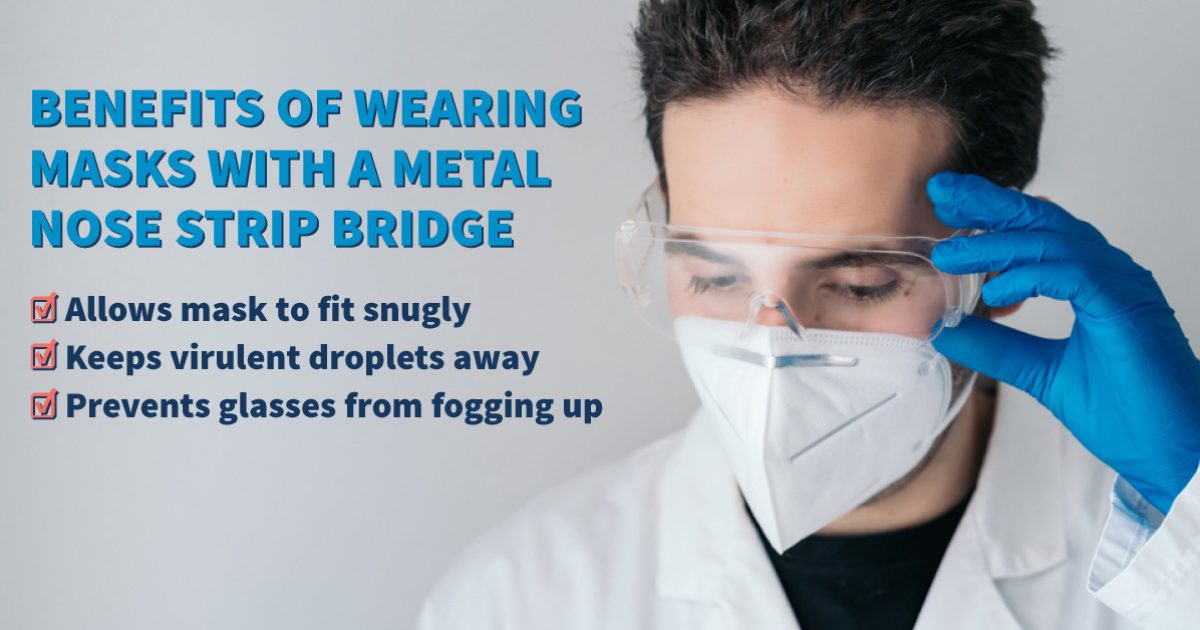 BENEFITS OF WEARING
MASKS WITH A METAL
NOSE STRIP BRIDGE
Allows mask to fit snugly
Keeps virulent droplets away
Prevents glasses from fogging up